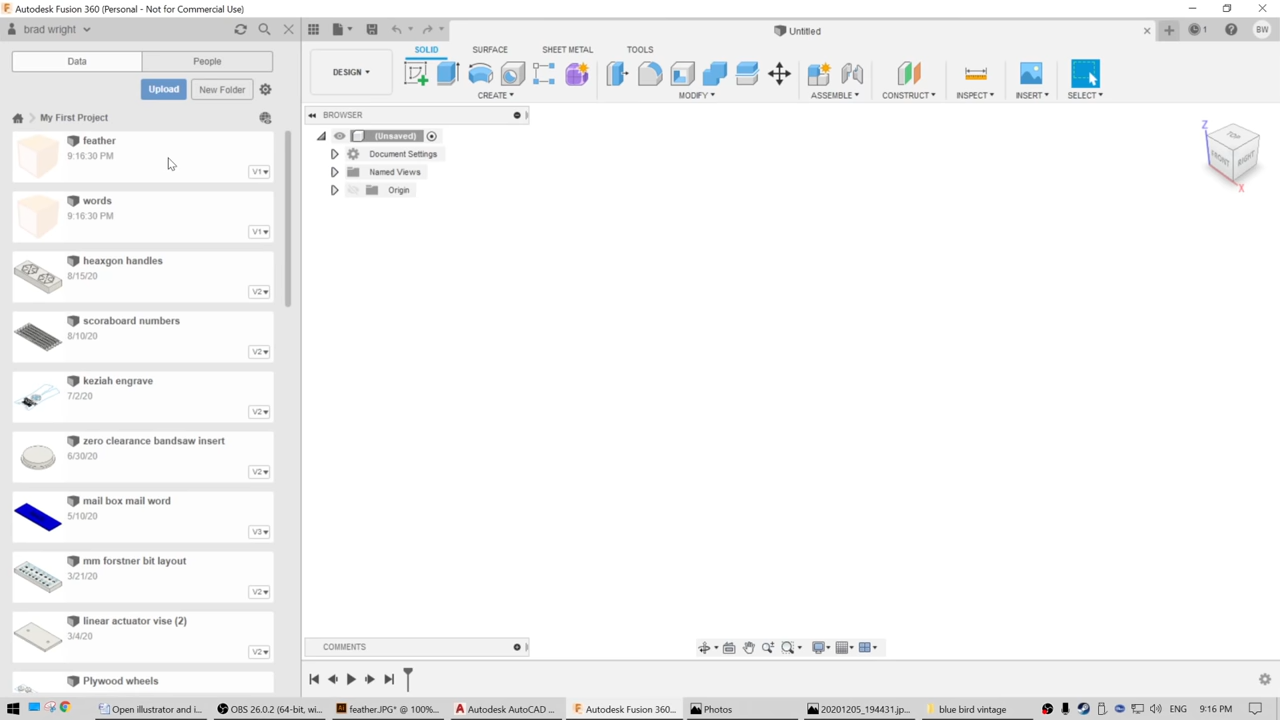 Autodesk Fusion 360 (Personal - Not for Commercial Use)
brad wright
Untitled
1
BW
Data
People
Upload
New Folder
My First Project
feather
9:16:30 PM
V1
words
9:16:30 PM
V1
heaxgon handles
8/15/20
V2
scoraboard numbers
8/10/20
V2
keziah engrave
7/2/20
V2
zero clearance bandsaw insert
6/30/20
V2
mail box mail word
5/10/20
V3
mm forstner bit layout
3/21/20
V2
linear actuator vise (2)
3/4/20
V2
Plywood wheels
DESIGN
SOLID
SURFACE
SHEET METAL
TOOLS
CREATE
MODIFY
ASSEMBLE
CONSTRUCT
INSPECT
INSERT
SELECT
BROWSER
(Unsaved)
Document Settings
Named Views
Origin
Z
TOP
FRONT
RIGHT
X
COMMENTS
Open illustrator and i...
OBS 26.0.2 (64-bit, wi...
feather.JPG* @ 100%...
Autodesk AutoCAD ...
Autodesk Fusion 360...
Photos
20201205_194431.jp...
blue bird vintage
ENG
9:16 PM